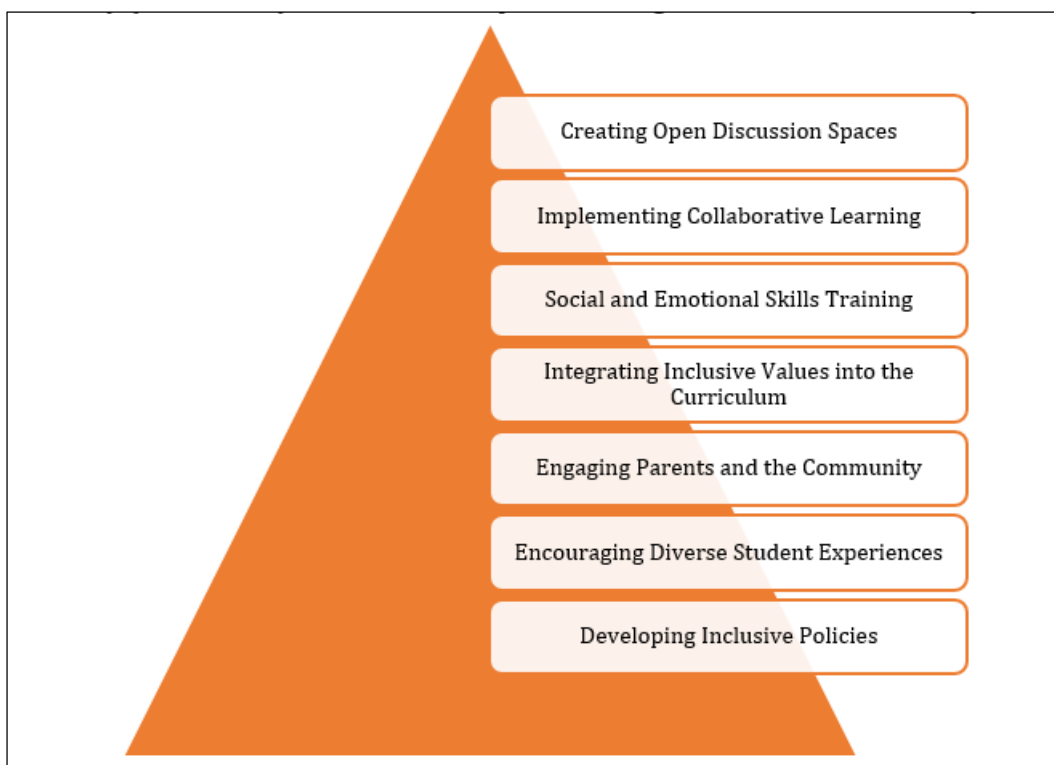 Creating Open Discussion Spaces
Implementing Collaborative Learning
Social and Emotional Skills Training
Integrating Inclusive Values into the
Curriculum
Engaging Parents and the Community
Encouraging Diverse Student Experiences
Developing Inclusive Policies